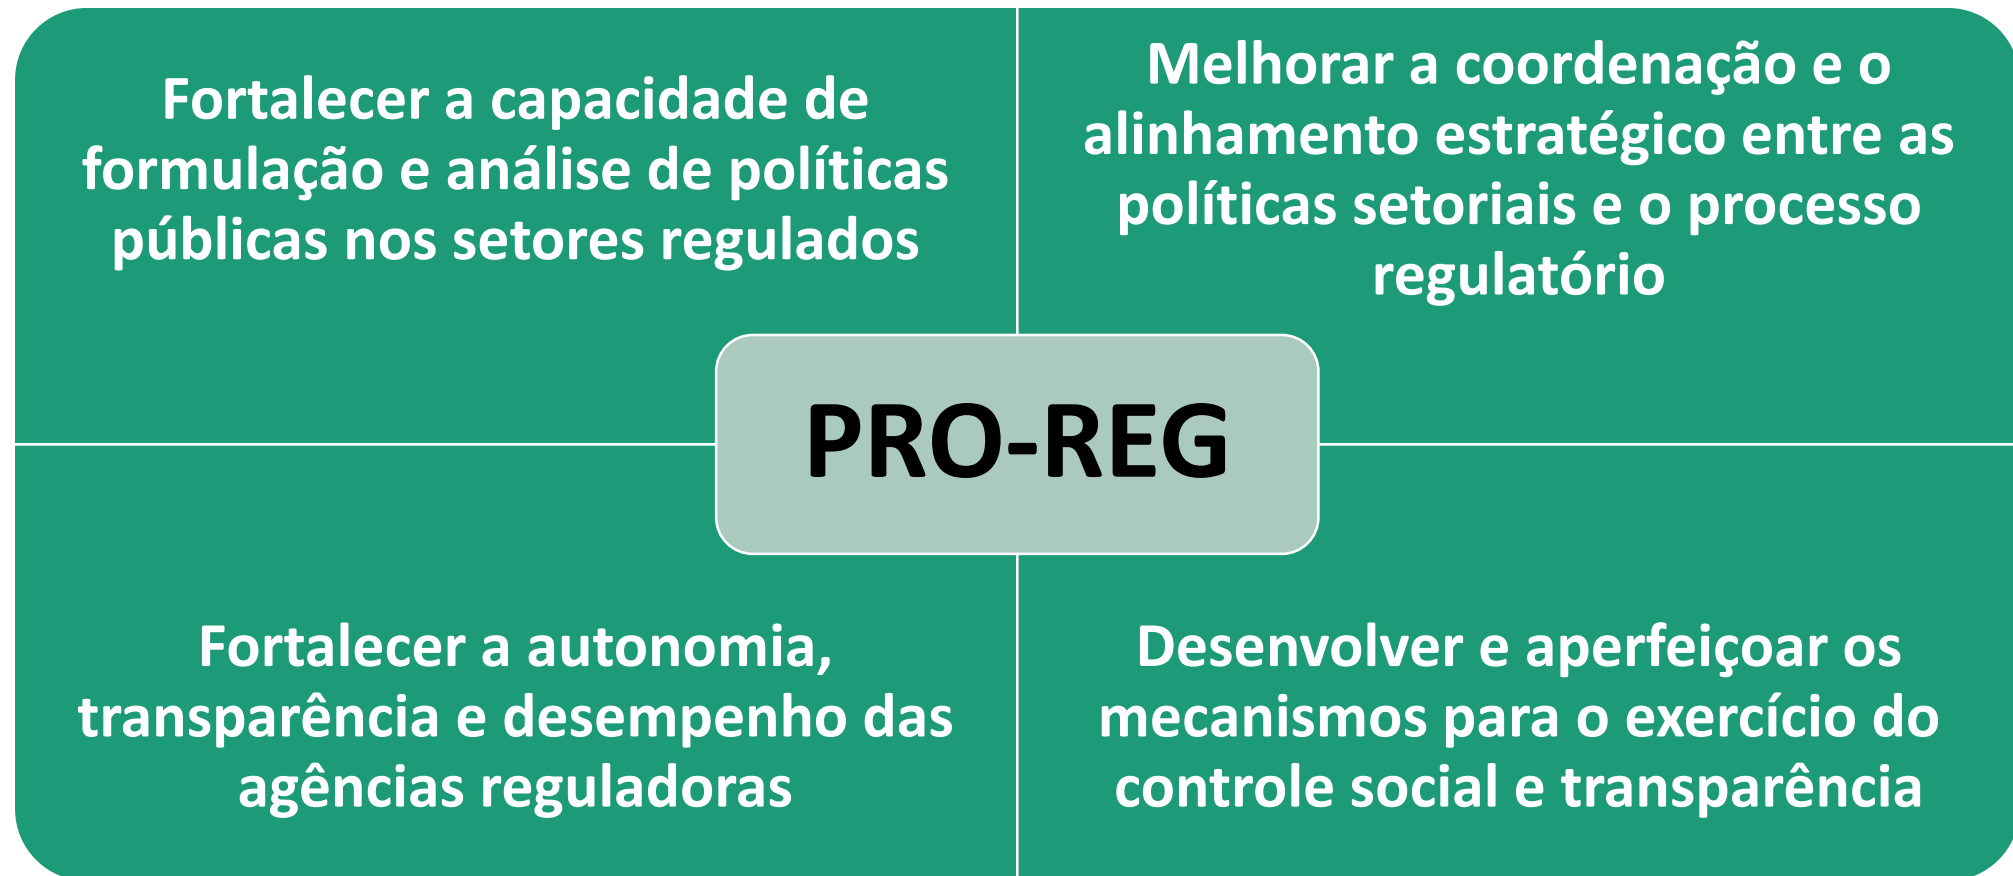 Fortalecer a capacidade de
formulação e análise de políticas
públicas nos setores regulados
Melhorar a coordenação e o
alinhamento estratégico entre as
políticas setoriais e o processo
regulatório
PRO-REG
Fortalecer a autonomia,
transparência e desempenho das
agências reguladoras
Desenvolver e aperfeiçoar os
mecanismos para o exercício do
controle social e transparência